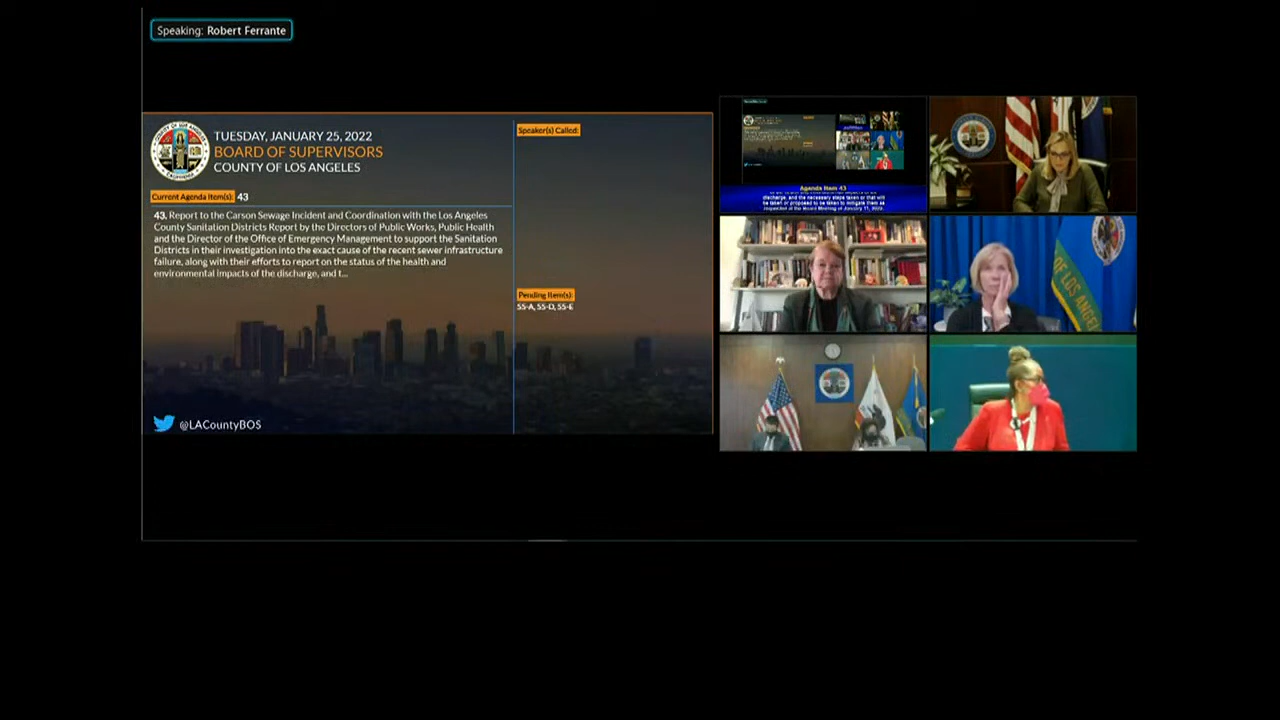 Speaking: Robert Ferrante
TUESDAY, JANUARY 25, 2022
BOARD OF SUPERVISORS
COUNTY OF LOS ANGELES
Current Agenda Item(s): 43
43. Report to the Carson Sewage Incident and Coordination with the Los Angeles
County Sanitation Districts Report by the Directors of Public Works, Public Health
and the Director of the Office of Emergency Management to support the Sanitation
Districts in their investigation into the exact cause of the recent sewer infrastructure
failure, along with their efforts to report on the status of the health and
environmental impacts of the discharge, and t...
Speaker(s) Called:
Pending Item(s):
55-A, 55-D, 55-E
@LACountyBOS
Agenda Item 43
discharge, and the necessary steps taken or that will
be taken or proposed to be taken to mitigate them as
requested at the Board Meeting of January 11, 2022.
OF LOS ANGEL